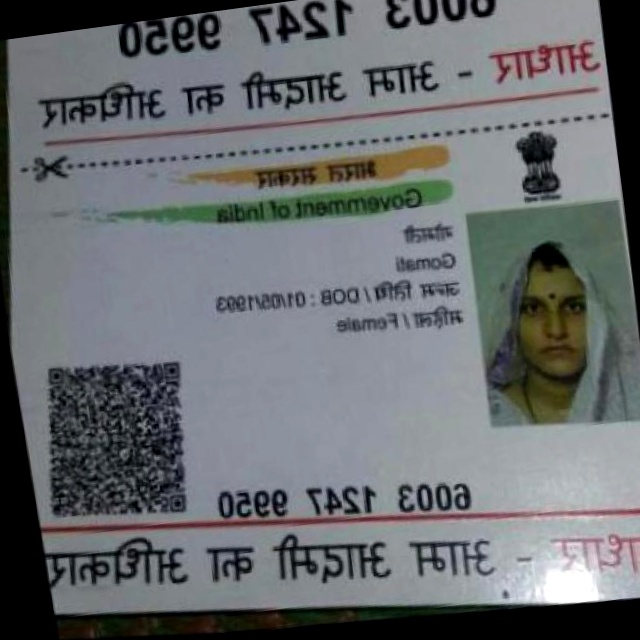 6003 1247 9950
आधार - आम आदमी का अधिकार
भारत सरकार
Government of India
गोमती
Gomati
जन्म तिथि / DOB : 01/05/1993
महिला / Female
6003 1247 9950
आधार - आम आदमी का अधिकार